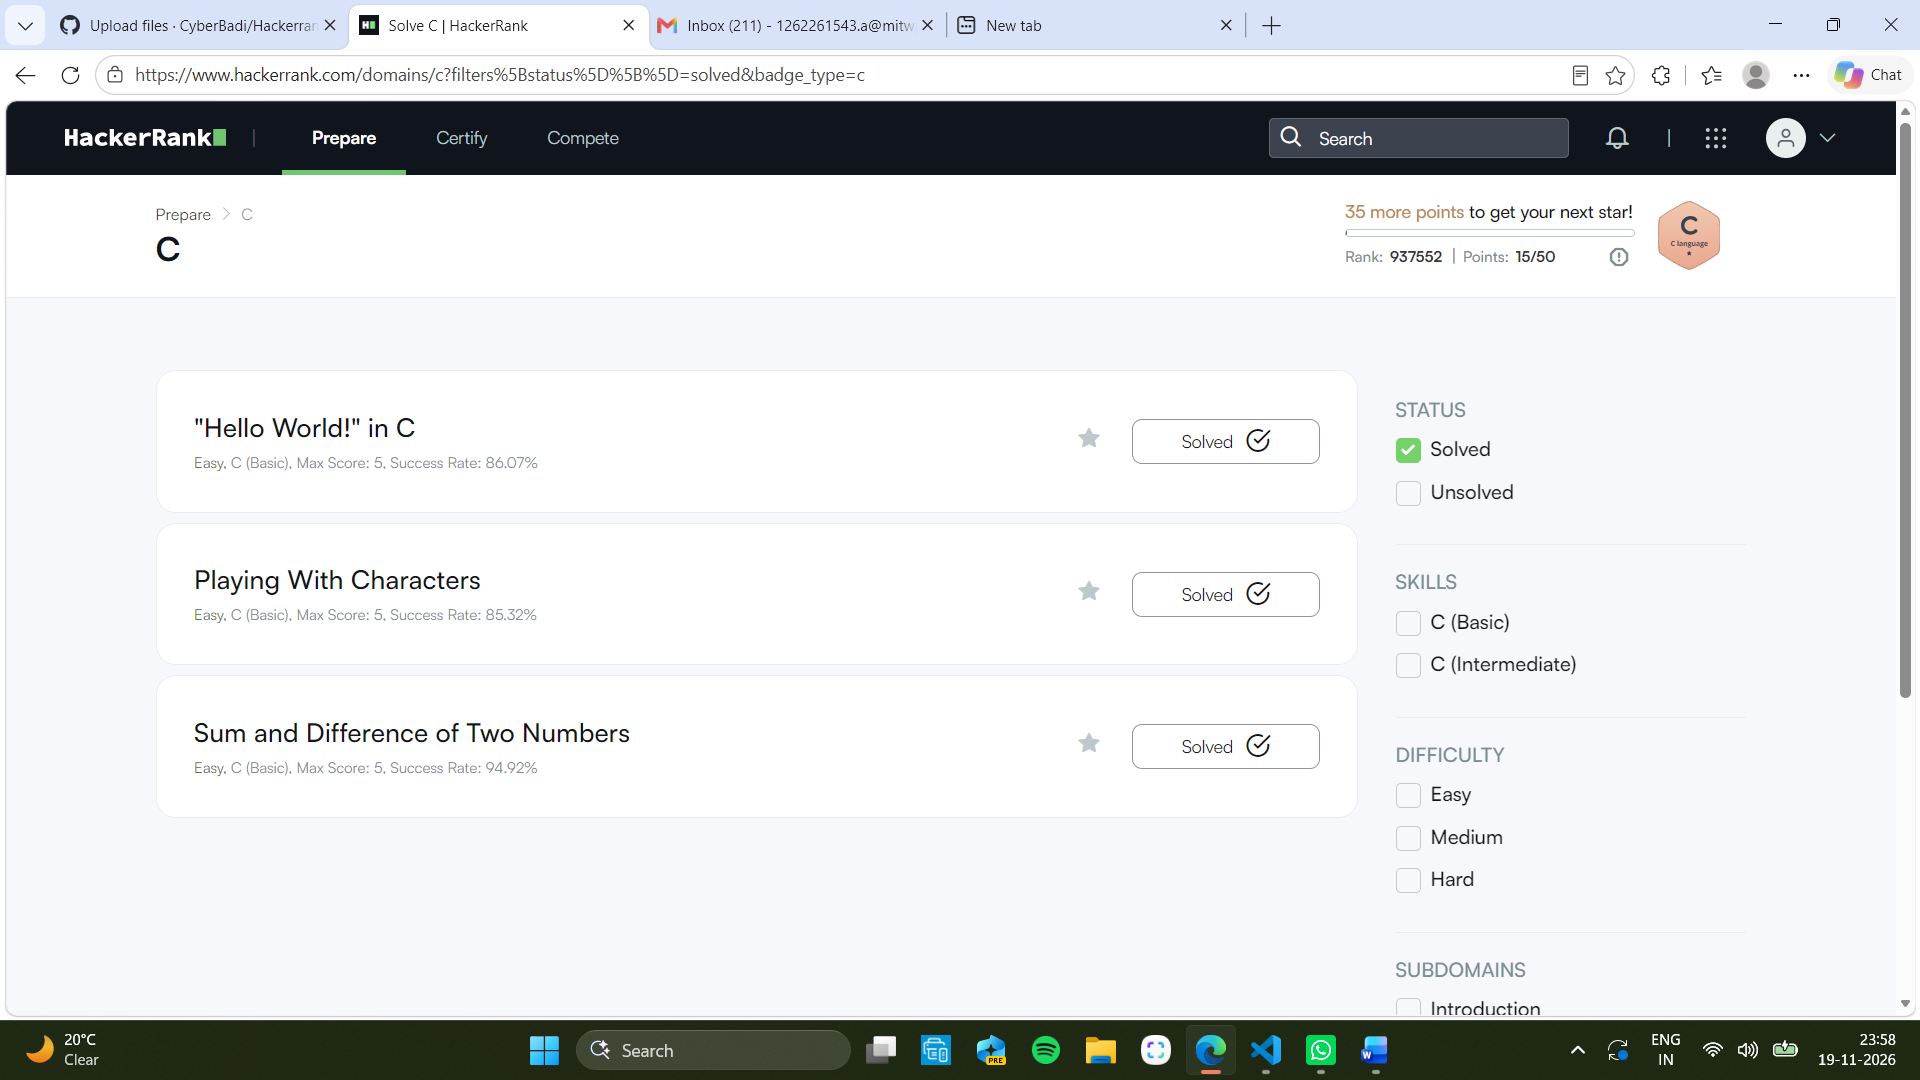 Upload files · CyberBadi/Hackerran
Solve C | HackerRank
Inbox (211) - 1262261543.a@mitw
New tab
https://www.hackerrank.com/domains/c?filters%5Bstatus%5D%5B%5D=solved&badge_type=c
Chat
HackerRank
Prepare
Certify
Compete
Search
Prepare > C
C
35 more points to get your next star!
Rank: 937552 | Points: 15/50
C
C language
"Hello World!" in C
Easy, C (Basic), Max Score: 5, Success Rate: 86.07%
Solved
Playing With Characters
Easy, C (Basic), Max Score: 5, Success Rate: 85.32%
Solved
Sum and Difference of Two Numbers
Easy, C (Basic), Max Score: 5, Success Rate: 94.92%
Solved
STATUS
Solved
Unsolved
SKILLS
C (Basic)
C (Intermediate)
DIFFICULTY
Easy
Medium
Hard
SUBDOMAINS
Introduction
20°C
Clear
Search
PRE
ENG
IN
23:58
19-11-2026